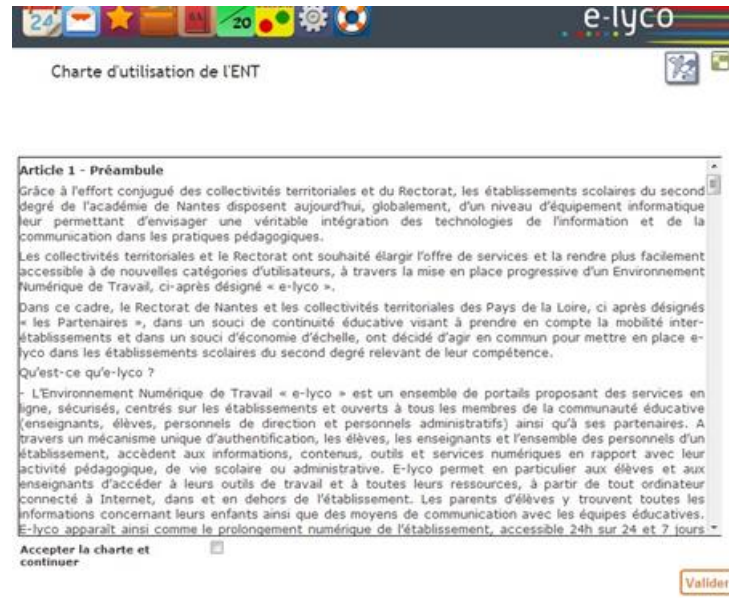 24
20
e-lyco
Charte d'utilisation de l'ENT
Article 1 - Préambule
Grâce à l'effort conjugué des collectivités territoriales et du Rectorat, les établissements scolaires du second
degré de l'académie de Nantes disposent aujourd'hui, globalement, d'un niveau d'équipement informatique
leur permettant d'envisager une véritable intégration des technologies de l'information et de la
communication dans les pratiques pédagogiques.
Les collectivités territoriales et le Rectorat ont souhaité élargir l'offre de services et la rendre plus facilement
accessible à de nouvelles catégories d'utilisateurs, à travers la mise en place progressive d'un Environnement
Numérique de Travail, ci-après désigné « e-lyco ».
Dans ce cadre, le Rectorat de Nantes et les collectivités territoriales des Pays de la Loire, ci après désignés
« les Partenaires », dans un souci de continuité éducative visant à prendre en compte la mobilité inter-
établissements et dans un souci d'économie d'échelle, ont décidé d'agir en commun pour mettre en place e-
lyco dans les établissements scolaires du second degré relevant de leur compétence.
Qu'est-ce qu'e-lyco ?
- L'Environnement Numérique de Travail « e-lyco » est un ensemble de portails proposant des services en
ligne, sécurisés, centrés sur les établissements et ouverts à tous les membres de la communauté éducative
(enseignants, élèves, personnels de direction et personnels administratifs) ainsi qu'à ses partenaires. A
travers un mécanisme unique d'authentification, les élèves, les enseignants et l'ensemble des personnels d'un
établissement, accèdent aux informations, contenus, outils et services numériques en rapport avec leur
activité pédagogique, de vie scolaire ou administrative. E-lyco permet en particulier aux élèves et aux
enseignants d'accéder à leurs outils de travail et à toutes leurs ressources, à partir de tout ordinateur
connecté à Internet, dans et en dehors de l'établissement. Les parents d'élèves y trouvent toutes les
informations concernant leurs enfants ainsi que des moyens de communication avec les équipes éducatives.
E-lyco apparaît ainsi comme le prolongement numérique de l'établissement, accessible 24h sur 24 et 7 jours
Accepter la charte et
continuer
Valider